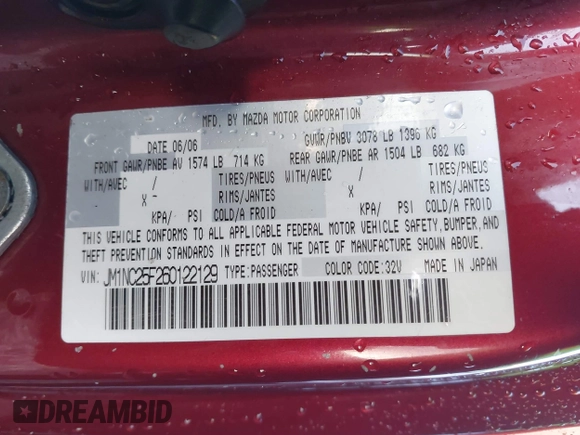 MFD. BY MAZDA MOTOR CORPORATION
DATE 06/06 GVWR/PNBV 3078 LB 1396 KG
FRONT GAWR/PNBE AV 1574 LB 714 KG REAR GAWR/PNBE AR 1504 LB 682 KG
WITH/AVEC / TIRES/PNEUS WITH/AVEC / TIRES/PNEUS
X - RIMS/JANTES X RIMS/JANTES
KPA/ PSI COLD/A FROID KPA/ PSI COLD/A FROID
THIS VEHICLE CONFORMS TO ALL APPLICABLE FEDERAL MOTOR VEHICLE SAFETY, BUMPER, AND
THEFT PREVENTION STANDARDS IN EFFECT ON THE DATE OF MANUFACTURE SHOWN ABOVE.
VIN: JM1NC25F260122129 TYPE:PASSENGER COLOR CODE:32V MADE IN JAPAN
DREAMBID